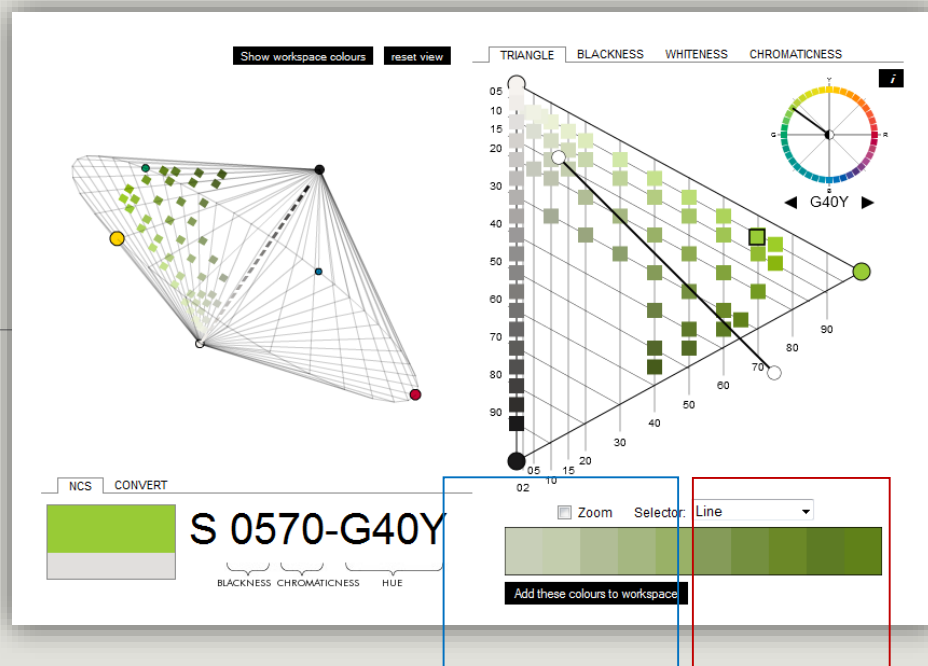 Show workspace colours
reset view
TRIANGLE
BLACKNESS
WHITENESS
CHROMATICNESS
i
05
10
15
20
30
40
50
60
70
80
90
02
05
10
15
20
30
40
50
60
70
80
90
Y
G
R
B
G40Y
NCS
CONVERT
S 0570-G40Y
BLACKNESS
CHROMATICNESS
HUE
Zoom
Selector:
Line
Add these colours to workspace